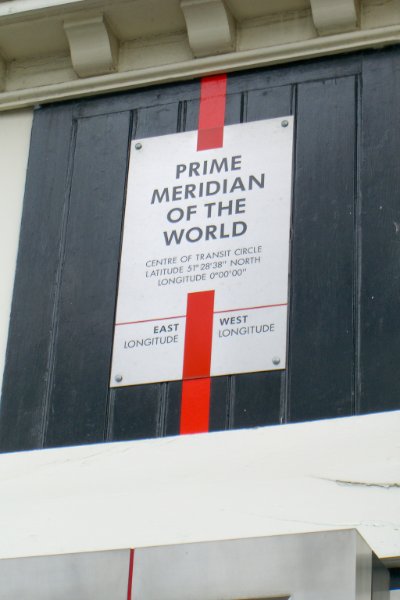 PRIME
MERIDIAN
OF THE
WORLD
CENTRE OF TRANSIT CIRCLE
LATITUDE 51°28'38" NORTH
LONGITUDE 0°00'00"
EAST
LONGITUDE
WEST
LONGITUDE